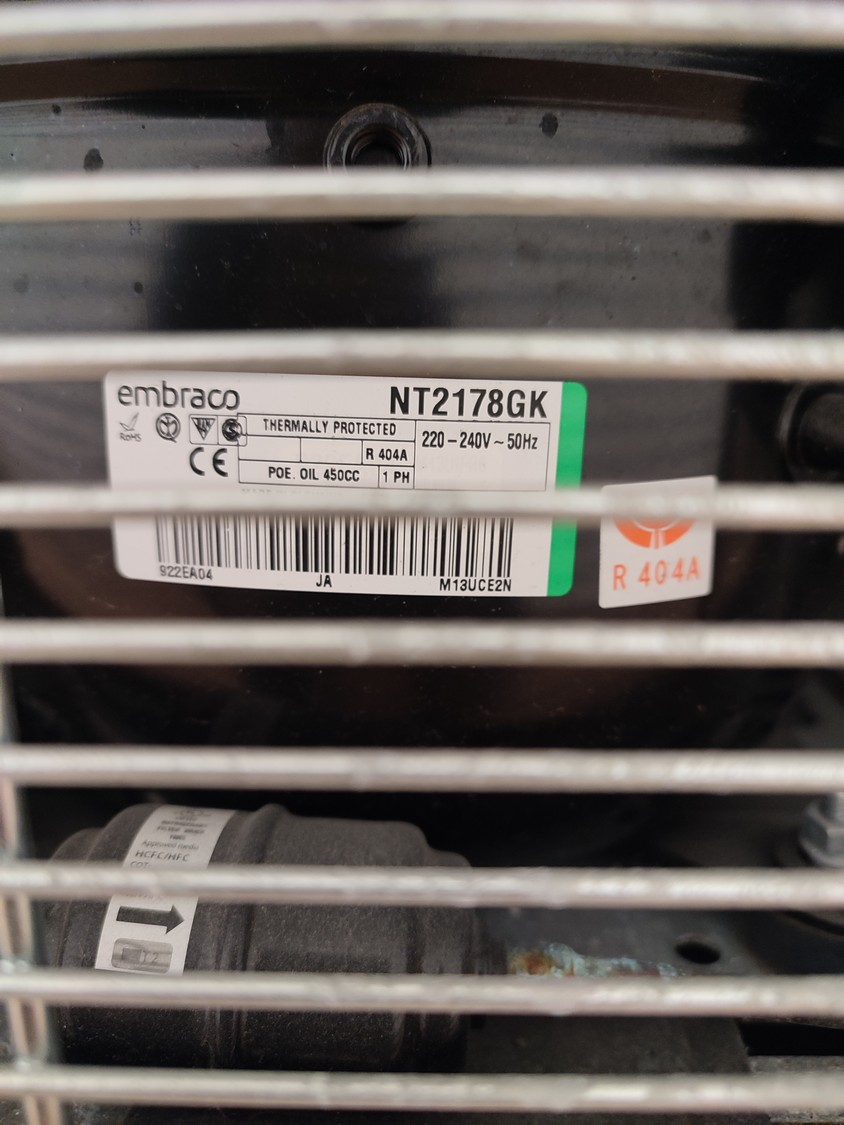 embraco NT2178GK
RoHS
THERMALLY PROTECTED
220-240V~50Hz
R 404A
CE
POE. OIL 450CC
1 PH
922EA04
JA
M13UCE2N
R 404A
HCFC/HFC